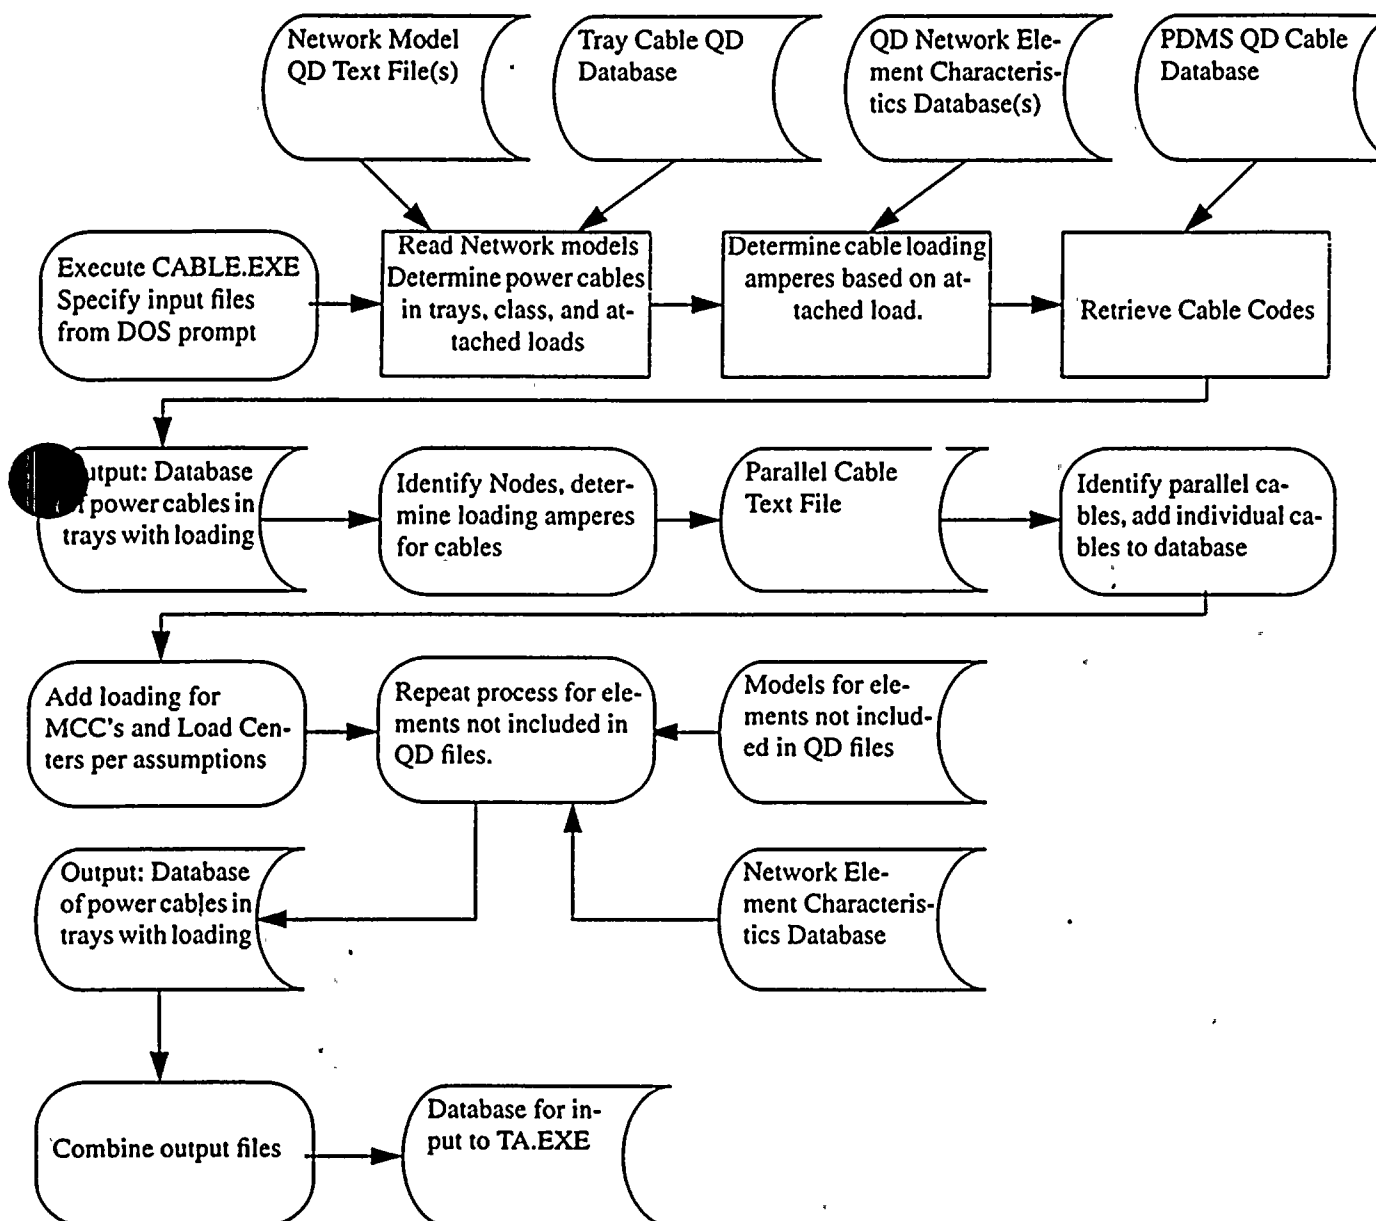 Network Model
QD Text File(s)
Tray Cable QD
Database
QD Network Ele-
ment Characteris-
tics Database(s)
PDMS QD Cable
Database
Execute CABLE.EXE
Specify input files
from DOS prompt
Read Network models
Determine power cables
in trays, class, and at-
tached loads
Determine cable loading
amperes based on at-
tached load.
Retrieve Cable Codes
utput: Database
of power cables in
trays with loading
Identify Nodes, deter-
mine loading amperes
for cables
Parallel Cable
Text File
Identify parallel ca-
bles, add individual ca-
bles to database
Add loading for
MCC's and Load Cen-
ters per assumptions
Repeat process for ele-
ments not included in
QD files.
Models for ele-
ments not includ-
ed in QD files
Output: Database
of power cables in
trays with loading
Network Ele-
ment Characteris-
tics Database
Combine output files
Database for in-
put to TA.EXE